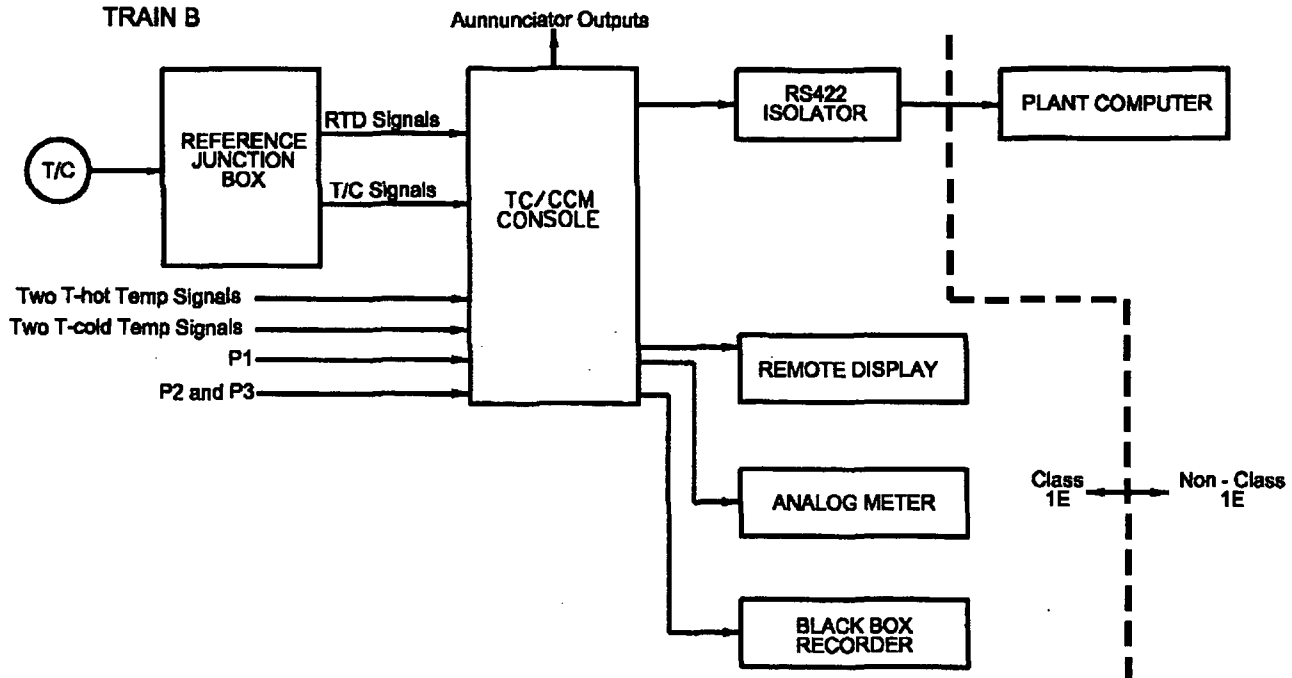 TRAIN B
Aunnunciator Outputs
T/C
REFERENCE
JUNCTION
BOX
RTD Signals
T/C Signals
Two T-hot Temp Signals
Two T-cold Temp Signals
P1
P2 and P3
TC/CCM
CONSOLE
RS422
ISOLATOR
PLANT COMPUTER
REMOTE DISPLAY
ANALOG METER
BLACK BOX
RECORDER
Class
1E
Non - Class
1E